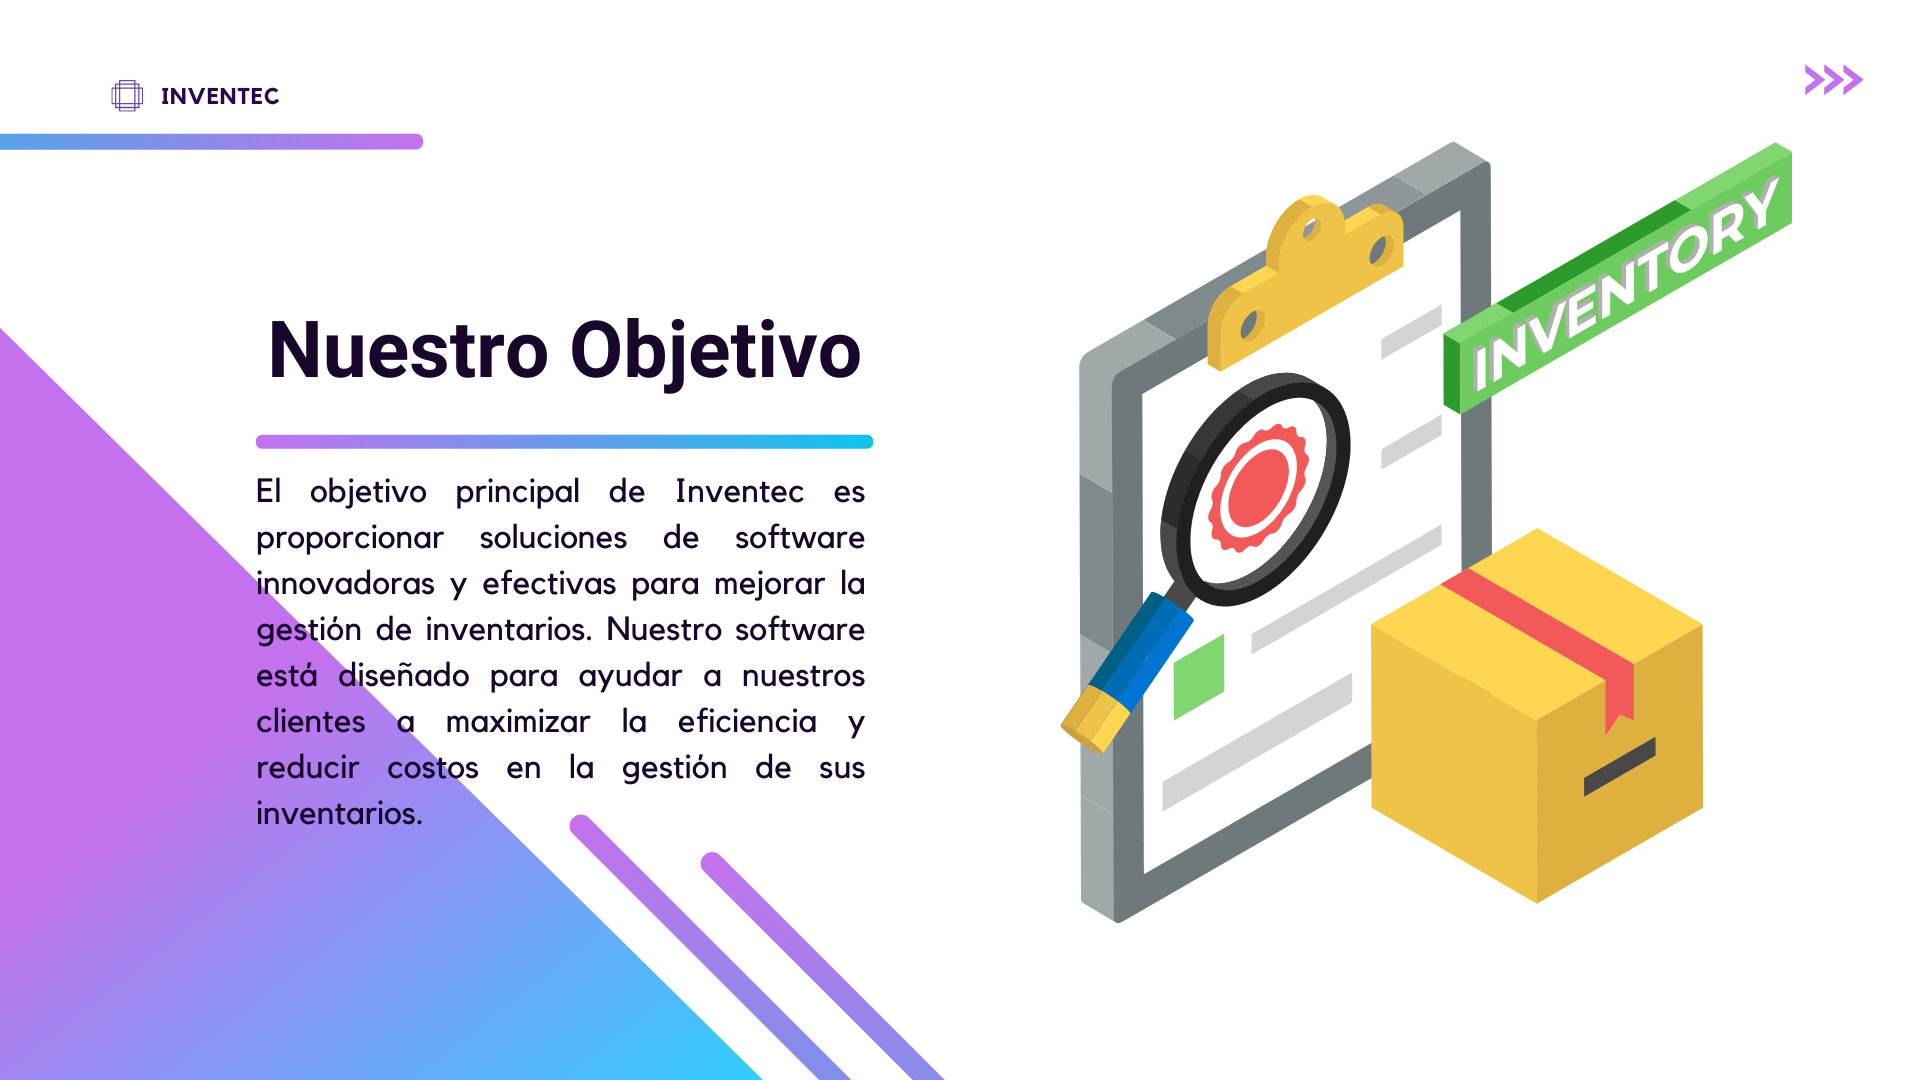 INVENTEC
Nuestro Objetivo
El objetivo principal de Inventec es
proporcionar soluciones de software
innovadoras y efectivas para mejorar la
gestión de inventarios. Nuestro software
está diseñado para ayudar a nuestros
clientes a maximizar la eficiencia y
reducir costos en la gestión de sus
inventarios.
INVENTORY